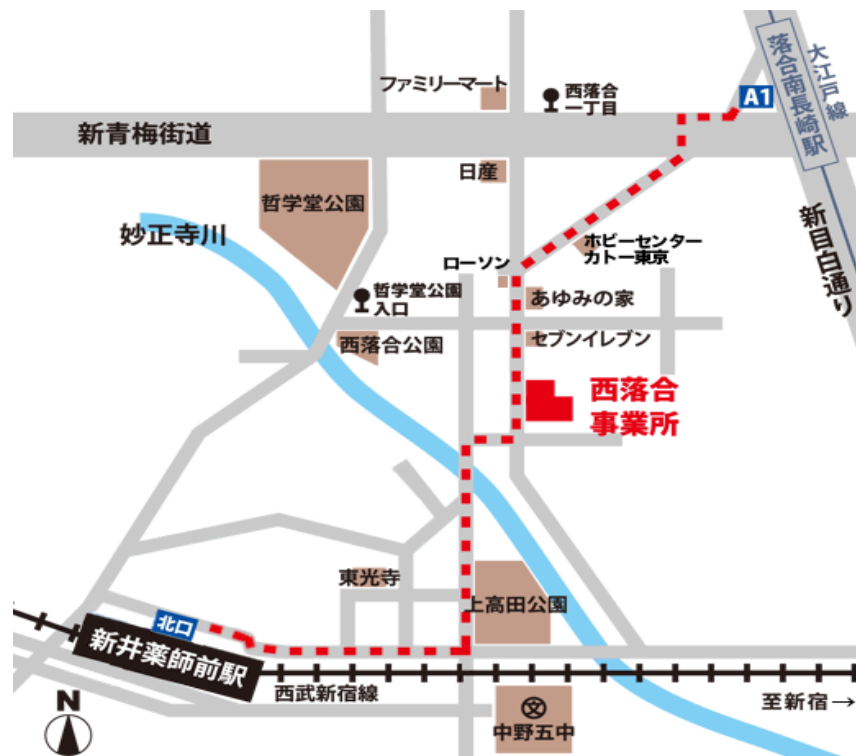 ファミリーマート
西落合
一丁目
A1
大江戸線
落合南長崎駅
新青梅街道
日産
哲学堂公園
妙正寺川
新目白通り
ホビーセンター
カトー東京
ローソン
哲学堂公園
入口
あゆみの家
西落合公園
セブンイレブン
西落合
事業所
東光寺
上高田公園
北口
新井薬師前駅
西武新宿線
至新宿→
N
文
中野五中